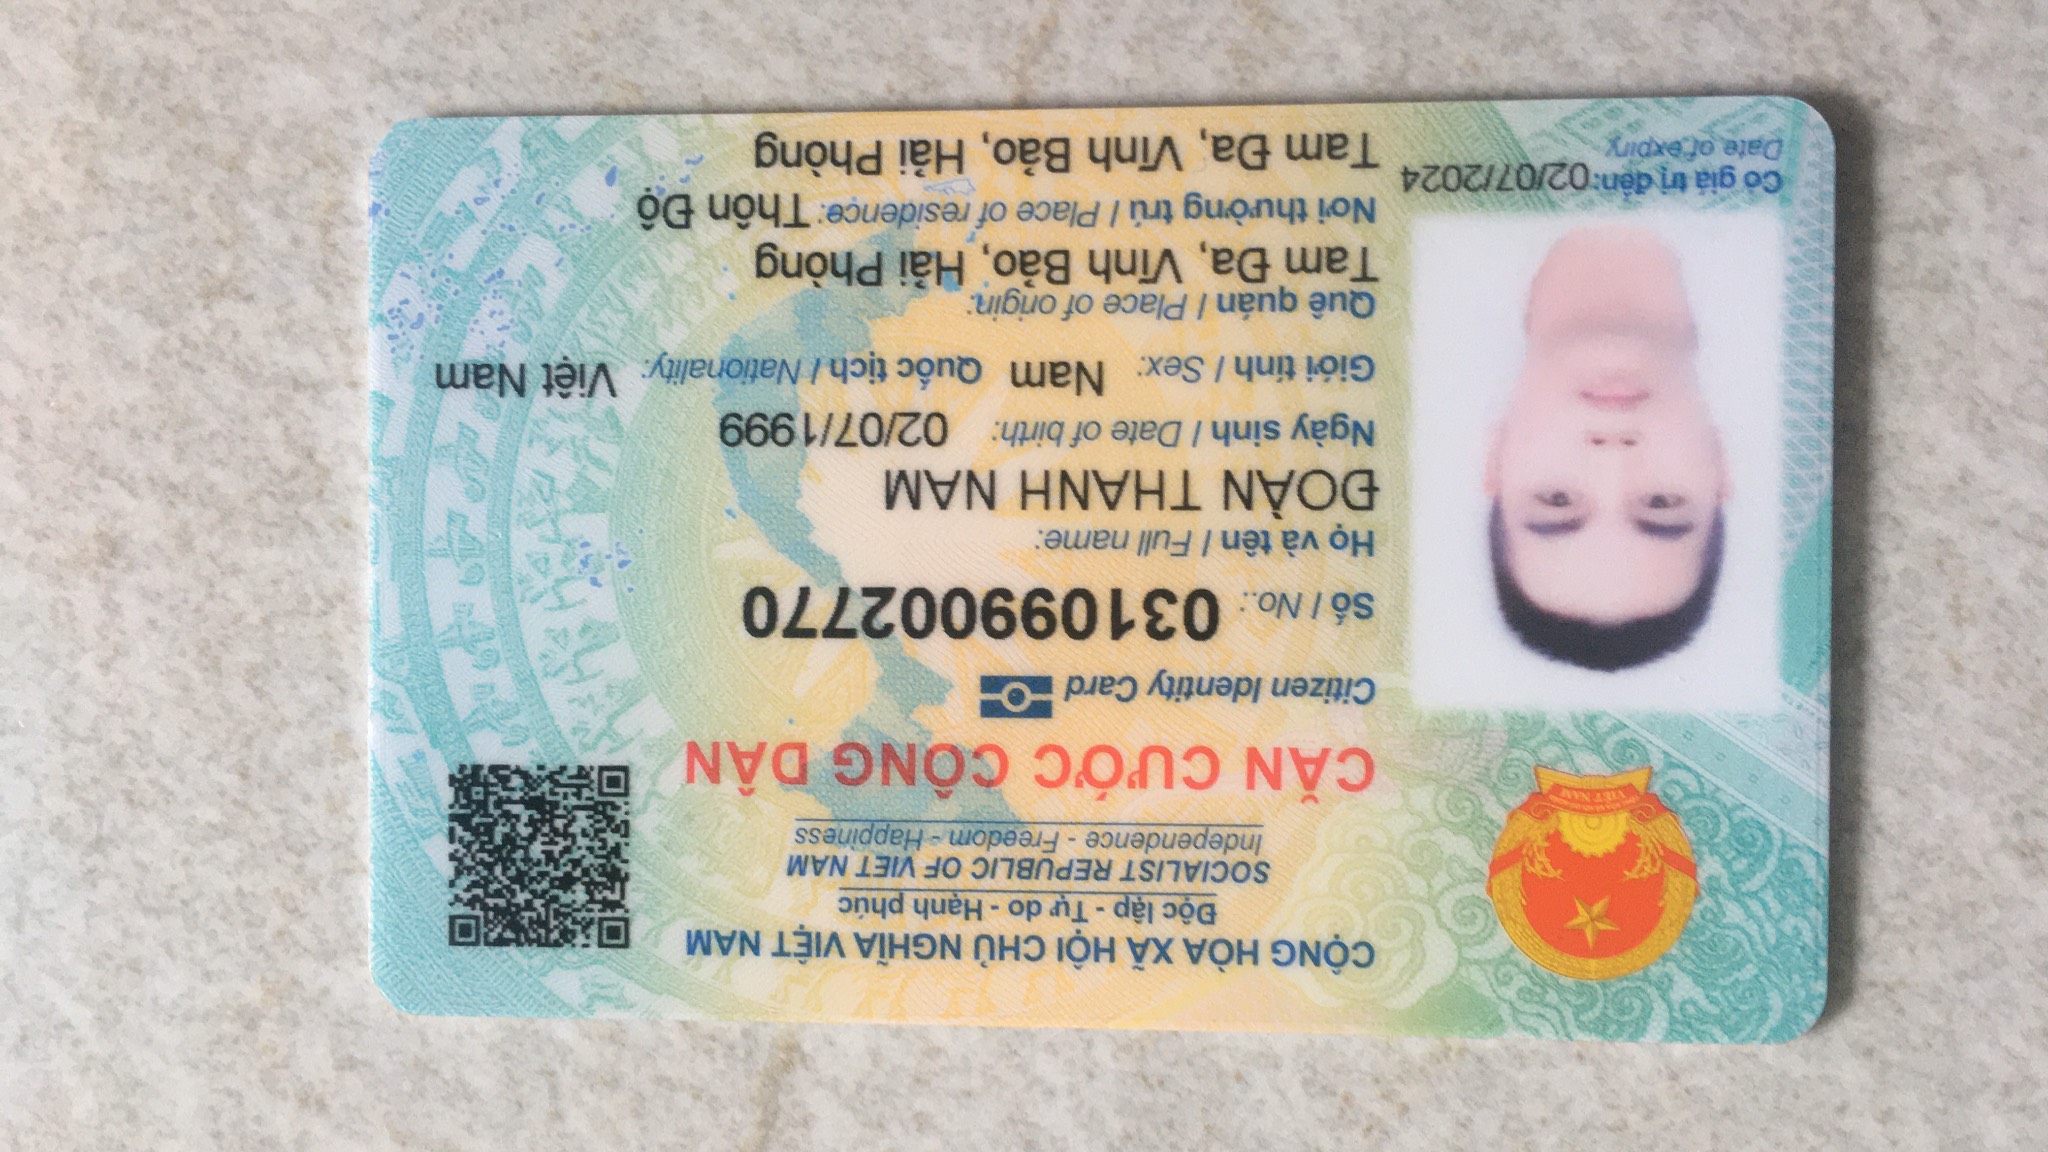 CỘNG HÒA XÃ HỘI CHỦ NGHĨA VIỆT NAM
Độc lập - Tự do - Hạnh phúc
SOCIALIST REPUBLIC OF VIET NAM
Independence - Freedom - Happiness
CĂN CƯỚC CÔNG DÂN
Citizen Identity Card
Số / No.: 031099002770
Họ và tên / Full name:
ĐOÀN THANH NAM
Ngày sinh / Date of birth: 02/07/1999
Giới tính / Sex: Nam Quốc tịch / Nationality: Việt Nam
Quê quán / Place of origin:
Tam Đa, Vĩnh Bảo, Hải Phòng
Nơi thường trú / Place of residence: Thôn Độ
Tam Đa, Vĩnh Bảo, Hải Phòng
Có giá trị đến: 02/07/2024
Date of expiry
VIỆT NAM